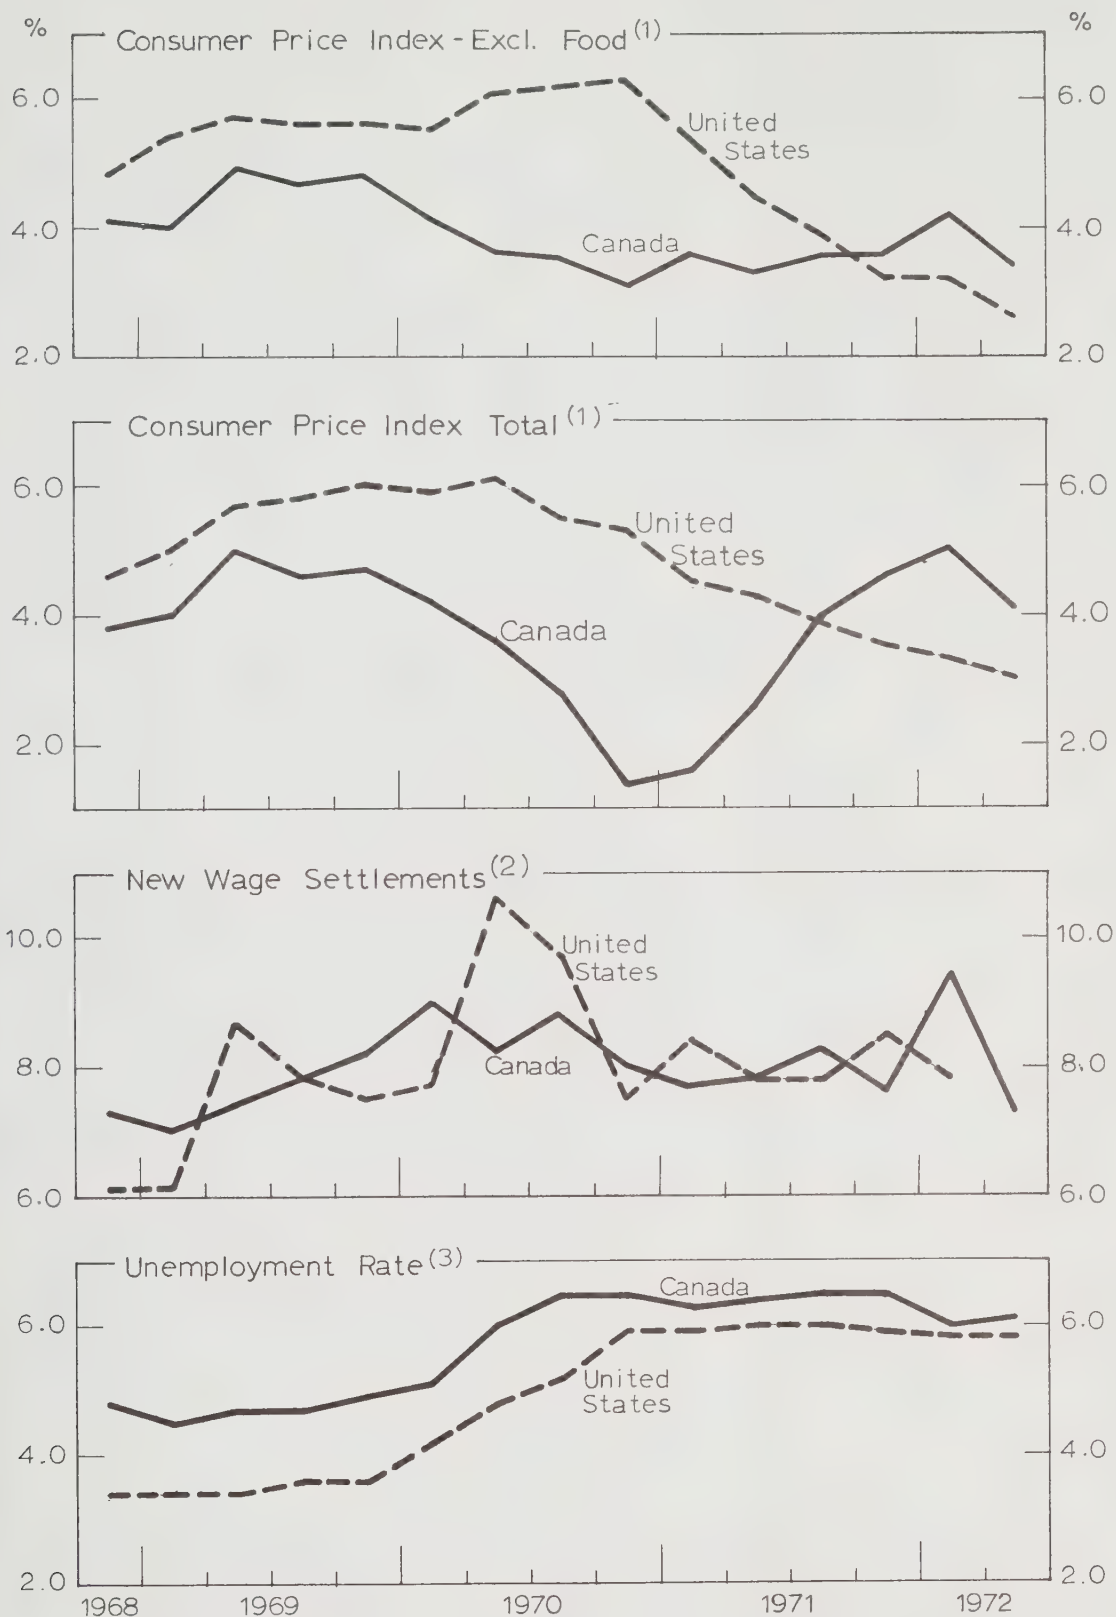 % %
Consumer Price Index - Excl. Food (1)
6.0 6.0
United
States
4.0 Canada 4.0
2.0 2.0
Consumer Price Index Total (1)
6.0 6.0
United
States
4.0 4.0
Canada
2.0 2.0
New Wage Settlements (2)
10.0 10.0
United
States
8.0 8.0
Canada
6.0 6.0
Unemployment Rate (3)
Canada
6.0 6.0
United
States
4.0 4.0
2.0 2.0
1968 1969 1970 1971 1972